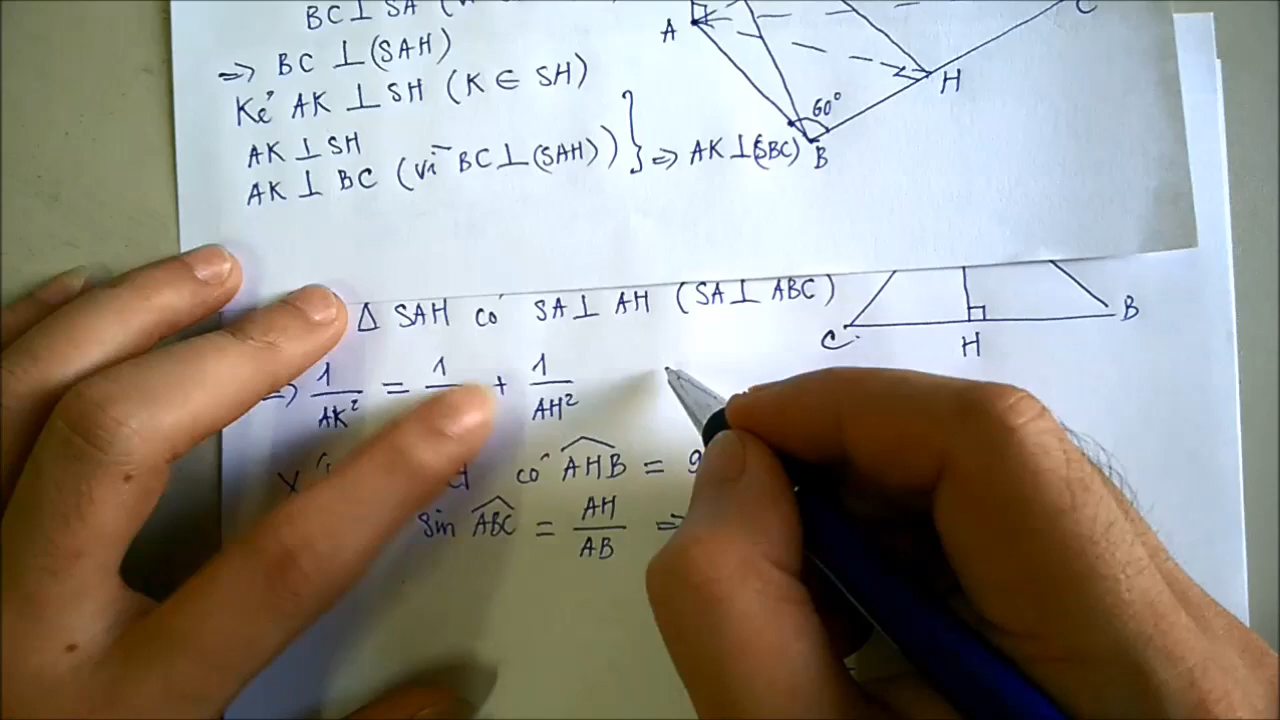 BC ⊥ SA (
=> BC ⊥ (SAH)
Kẻ AK ⊥ SH (K ∈ SH)
AK ⊥ SH
AK ⊥ BC (vì BC ⊥ (SAH)) } => AK ⊥ (SBC)
A
H
60°
B
C
Δ SAH có SA ⊥ AH (SA ⊥ ABC)
C H B
=> 1/AK² = 1 + 1/AH²
có AHB =
sin ABC = AH/AB =>